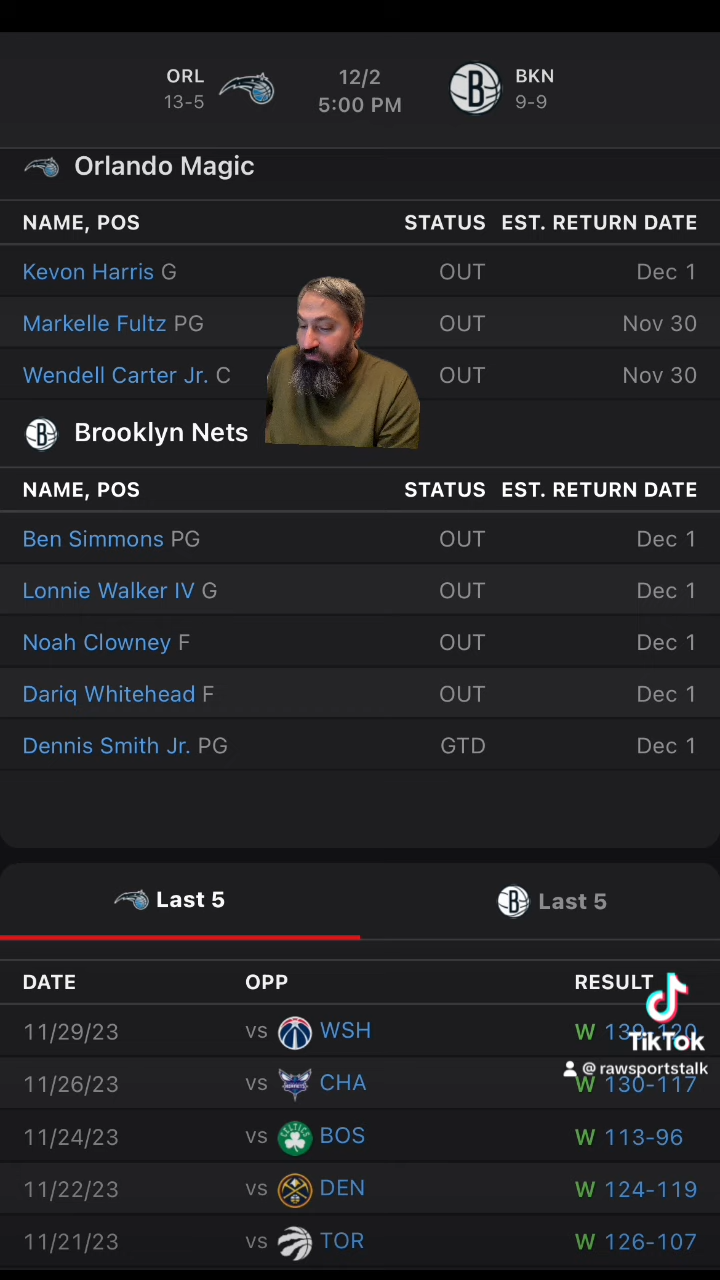 ORL 12/2 BKN
13-5 5:00 PM 9-9
Orlando Magic
NAME, POS STATUS EST. RETURN DATE
Kevon Harris G OUT Dec 1
Markelle Fultz PG OUT Nov 30
Wendell Carter Jr. C OUT Nov 30
B Brooklyn Nets
NAME, POS STATUS EST. RETURN DATE
Ben Simmons PG OUT Dec 1
Lonnie Walker IV G OUT Dec 1
Noah Clowney F OUT Dec 1
Dariq Whitehead F OUT Dec 1
Dennis Smith Jr. PG GTD Dec 1
Last 5 B Last 5
DATE OPP RESULT
11/29/23 vs WSH W 139-120
TikTok
@rawsportstalk
11/26/23 vs CHA W 130-117
11/24/23 vs BOS W 113-96
11/22/23 vs DEN W 124-119
11/21/23 vs TOR W 126-107